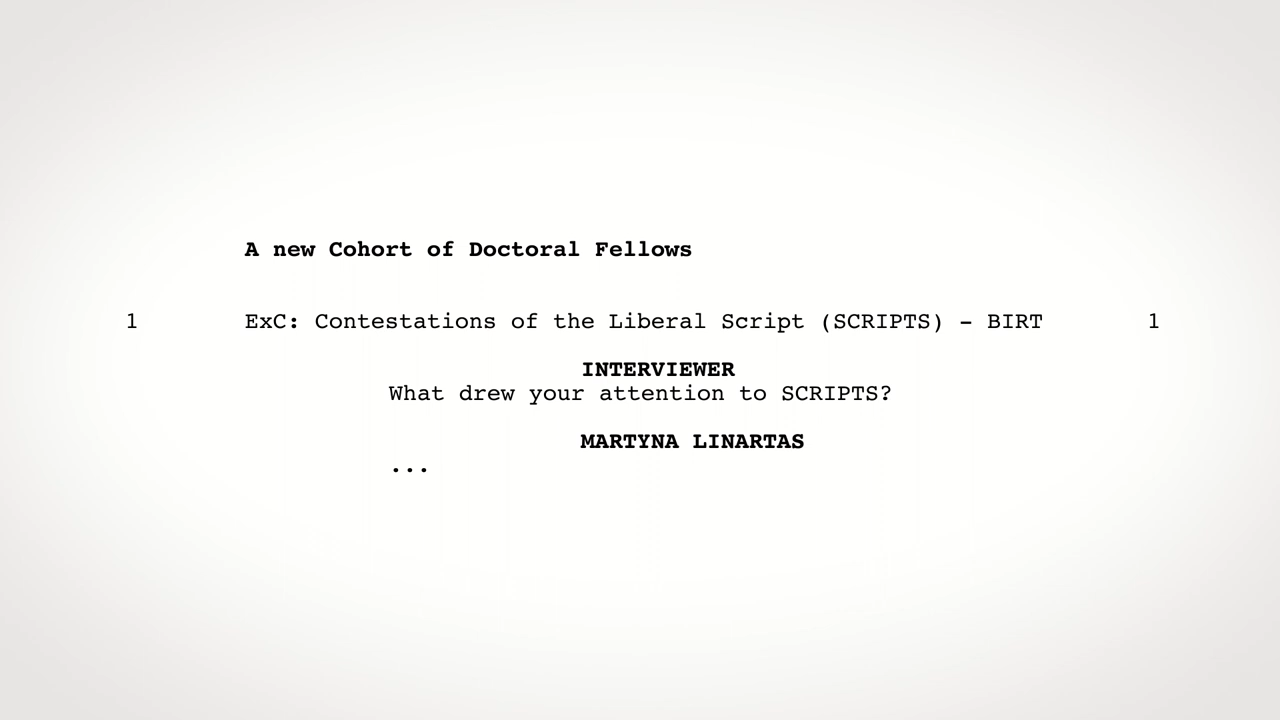 A new Cohort of Doctoral Fellows
1 ExC: Contestations of the Liberal Script (SCRIPTS) – BIRT 1
INTERVIEWER
What drew your attention to SCRIPTS?
MARTYNA LINARTAS
...